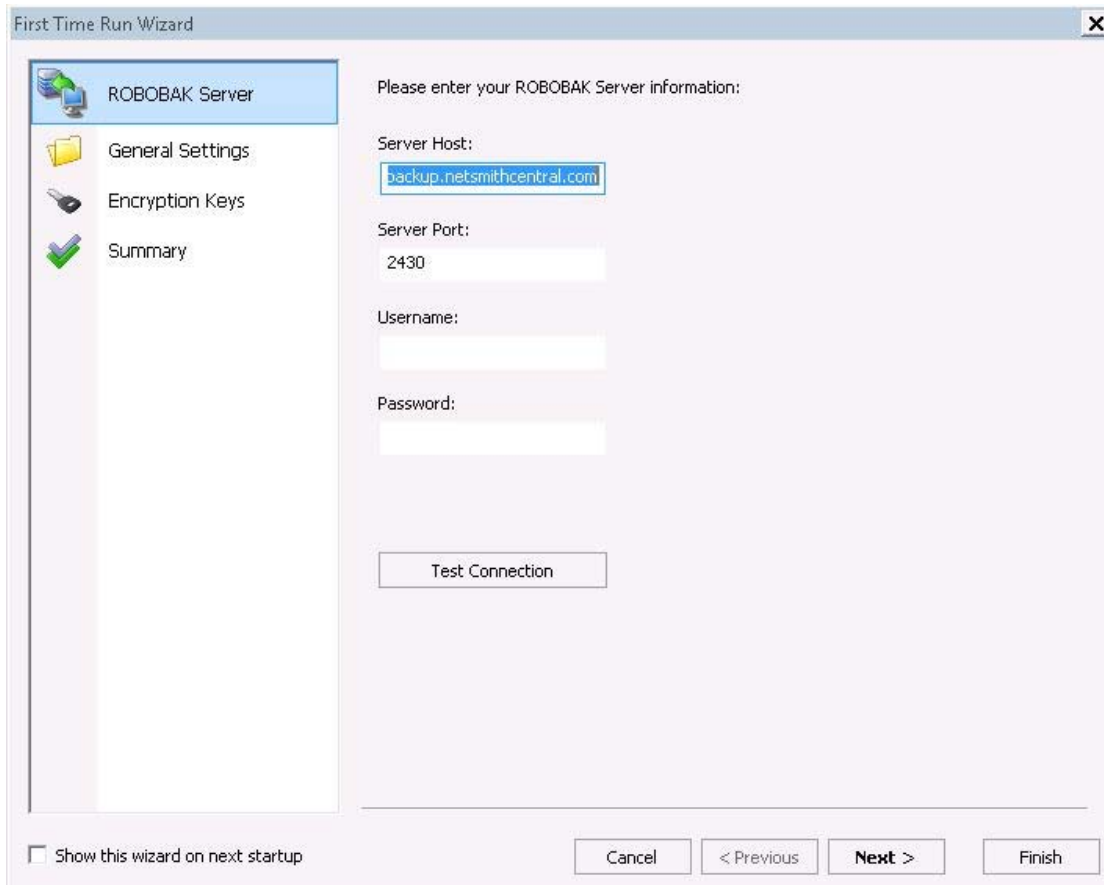 First Time Run Wizard
ROBOBAK Server
General Settings
Encryption Keys
Summary
Please enter your ROBOBAK Server information:
Server Host:
backup.netsmithcentral.com
Server Port:
2430
Username:
Password:
Test Connection
Show this wizard on next startup
Cancel
< Previous
Next >
Finish